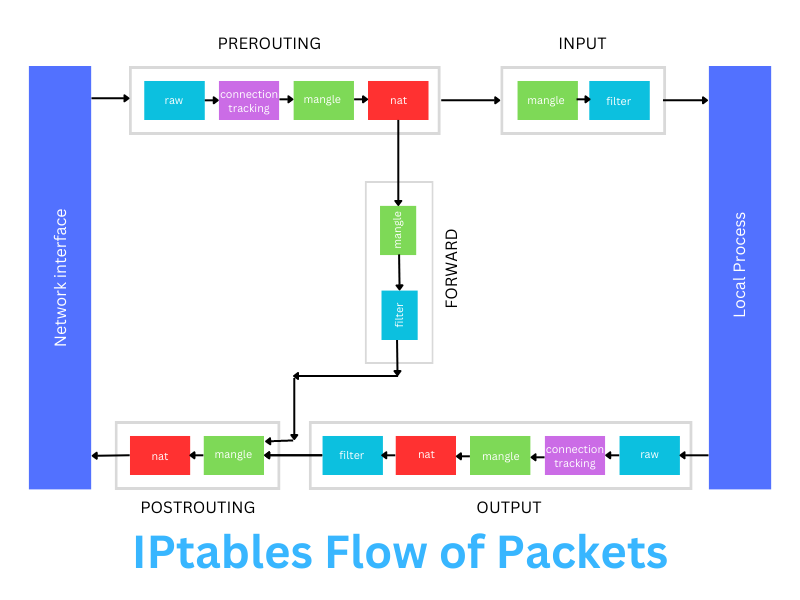 PREROUTING
INPUT
raw
connection
tracking
mangle
nat
mangle
filter
Network interface
mangle
filter
FORWARD
Local Process
nat
mangle
filter
nat
mangle
connection
tracking
raw
POSTROUTING
OUTPUT
IPtables Flow of Packets